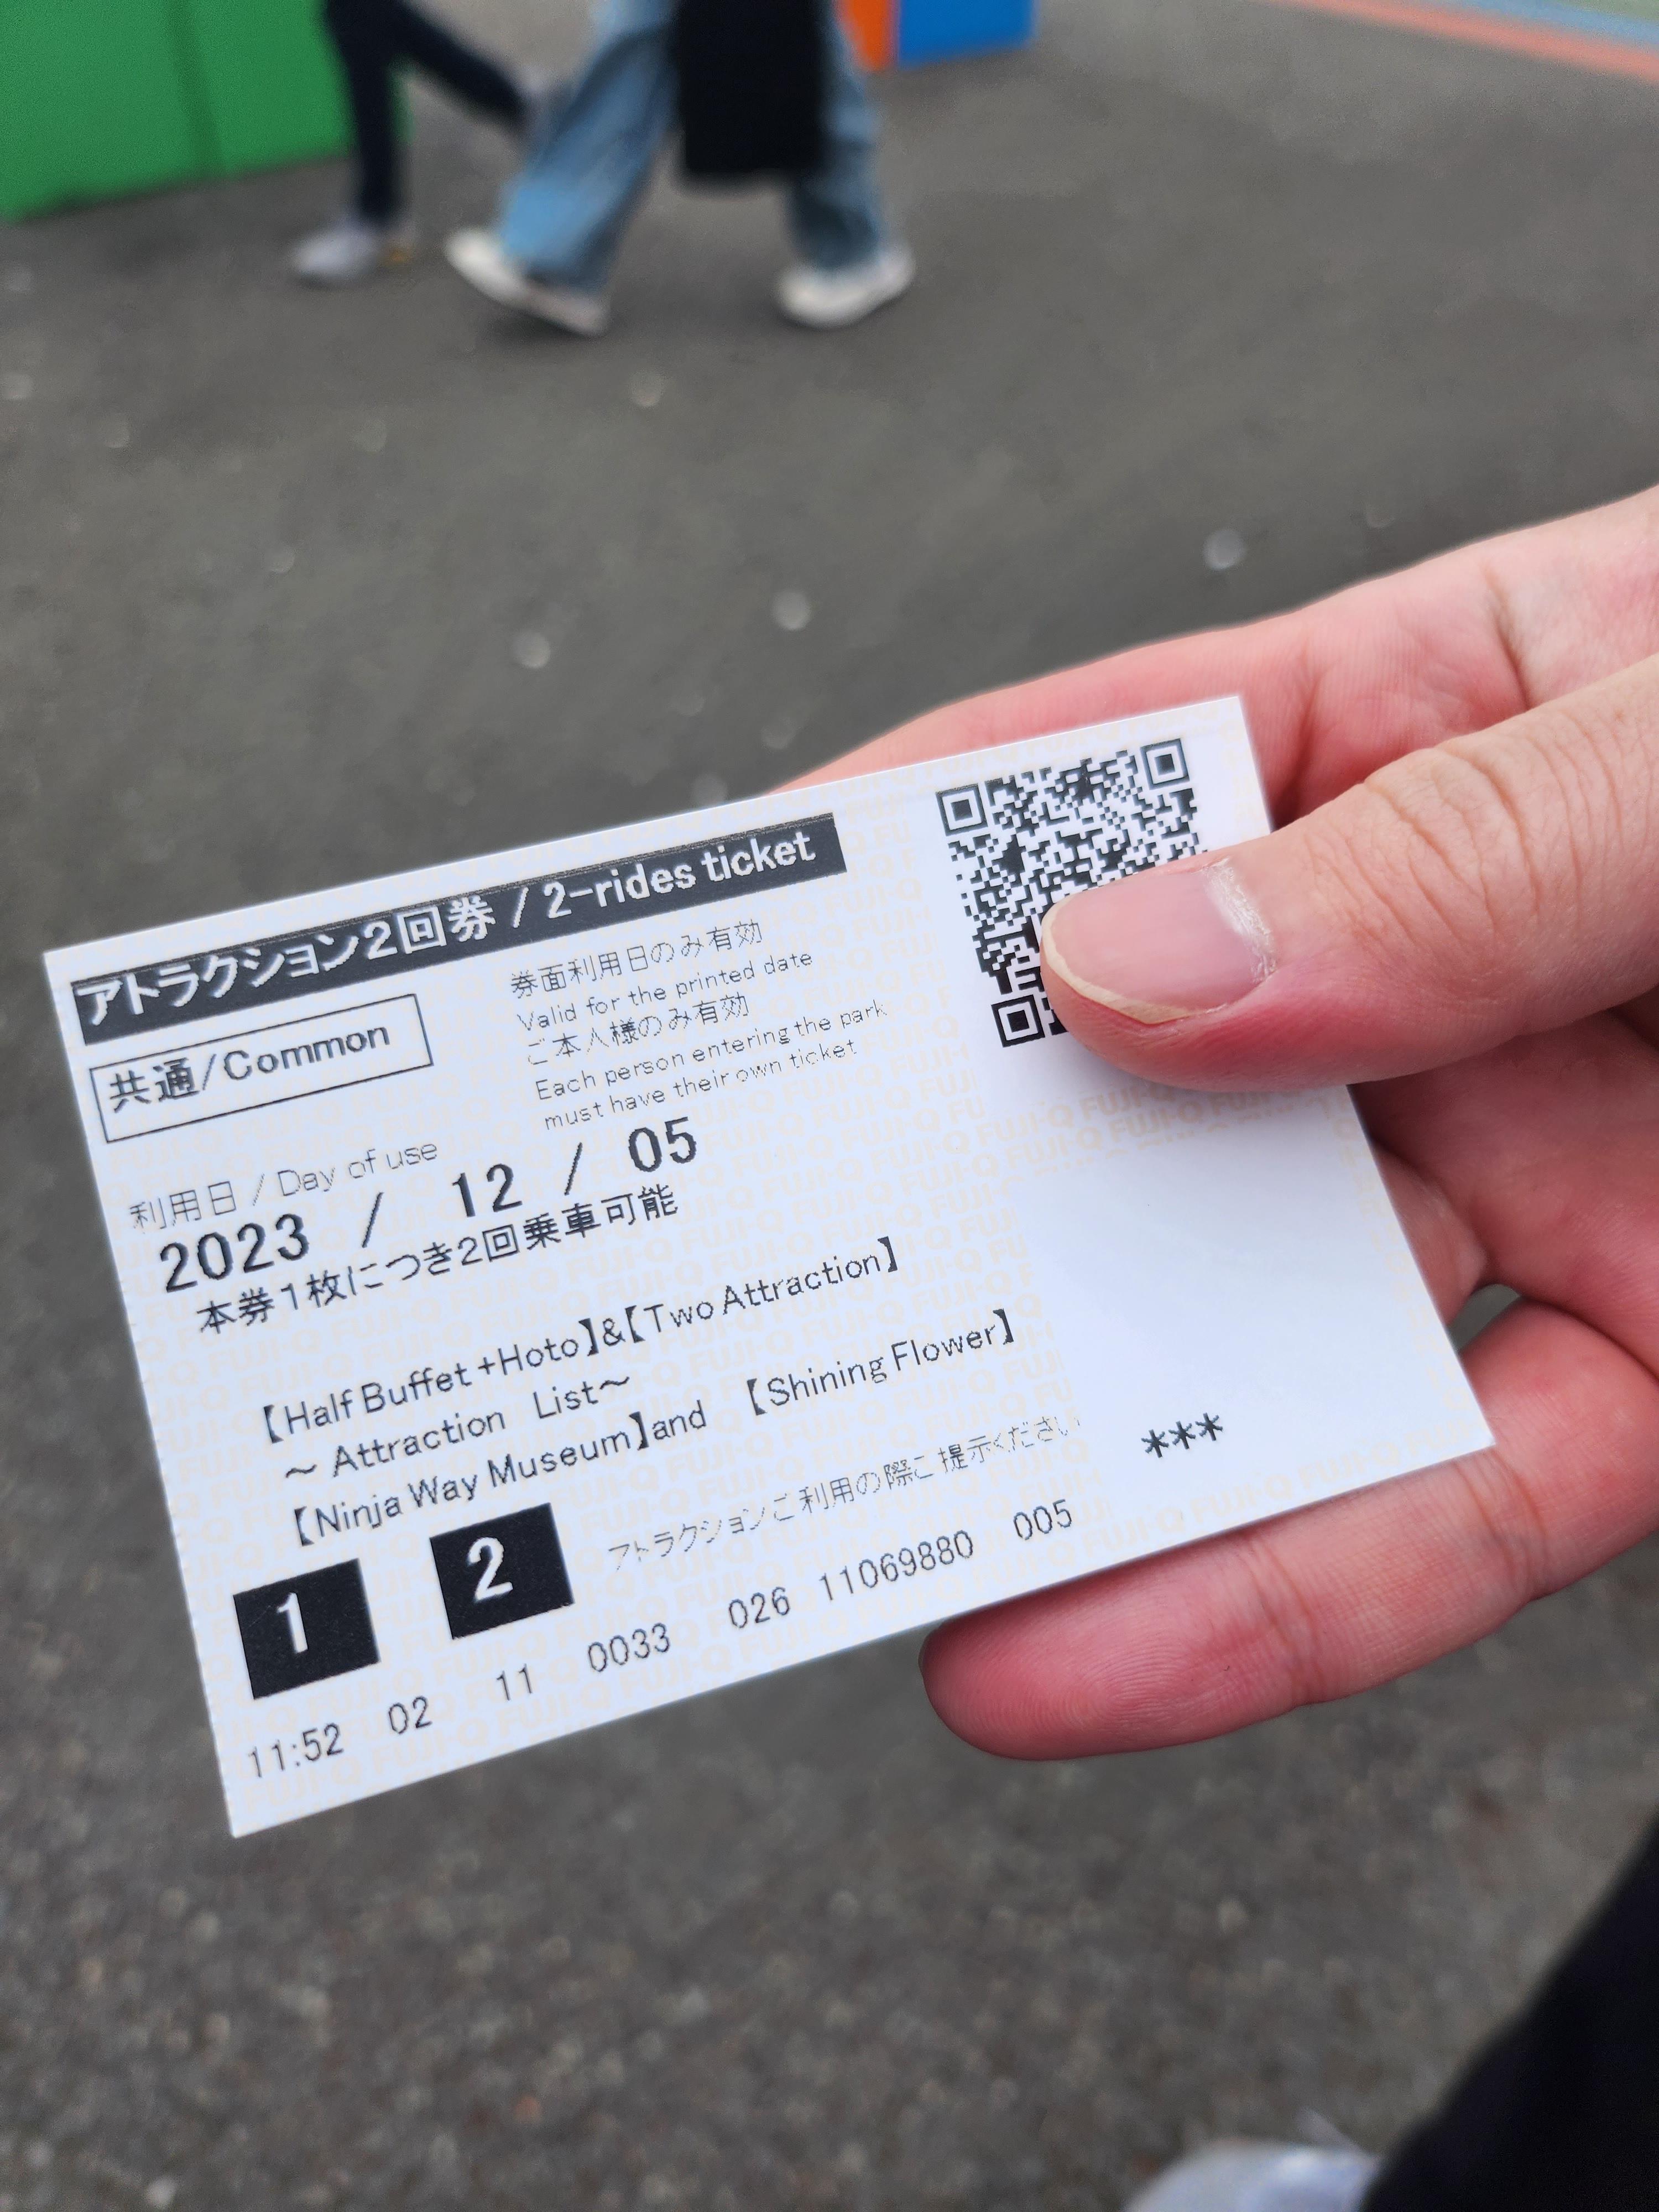 アトラクション2回券 / 2-rides ticket
共通/Common
券面利用日のみ有効
Valid for the printed date
ご本人様のみ有効
Each person entering the park
must have their own ticket
利用日 / Day of use
2023 / 12 / 05
本券1枚につき2回乗車可能
【Half Buffet +Hoto】&【Two Attraction】
～ Attraction List～
【Ninja Way Museum】and 【Shining Flower】
1 2 アトラクションご利用の際ご提示ください
***
11:52 02 11 0033 026 11069880 005
FUJI-Q